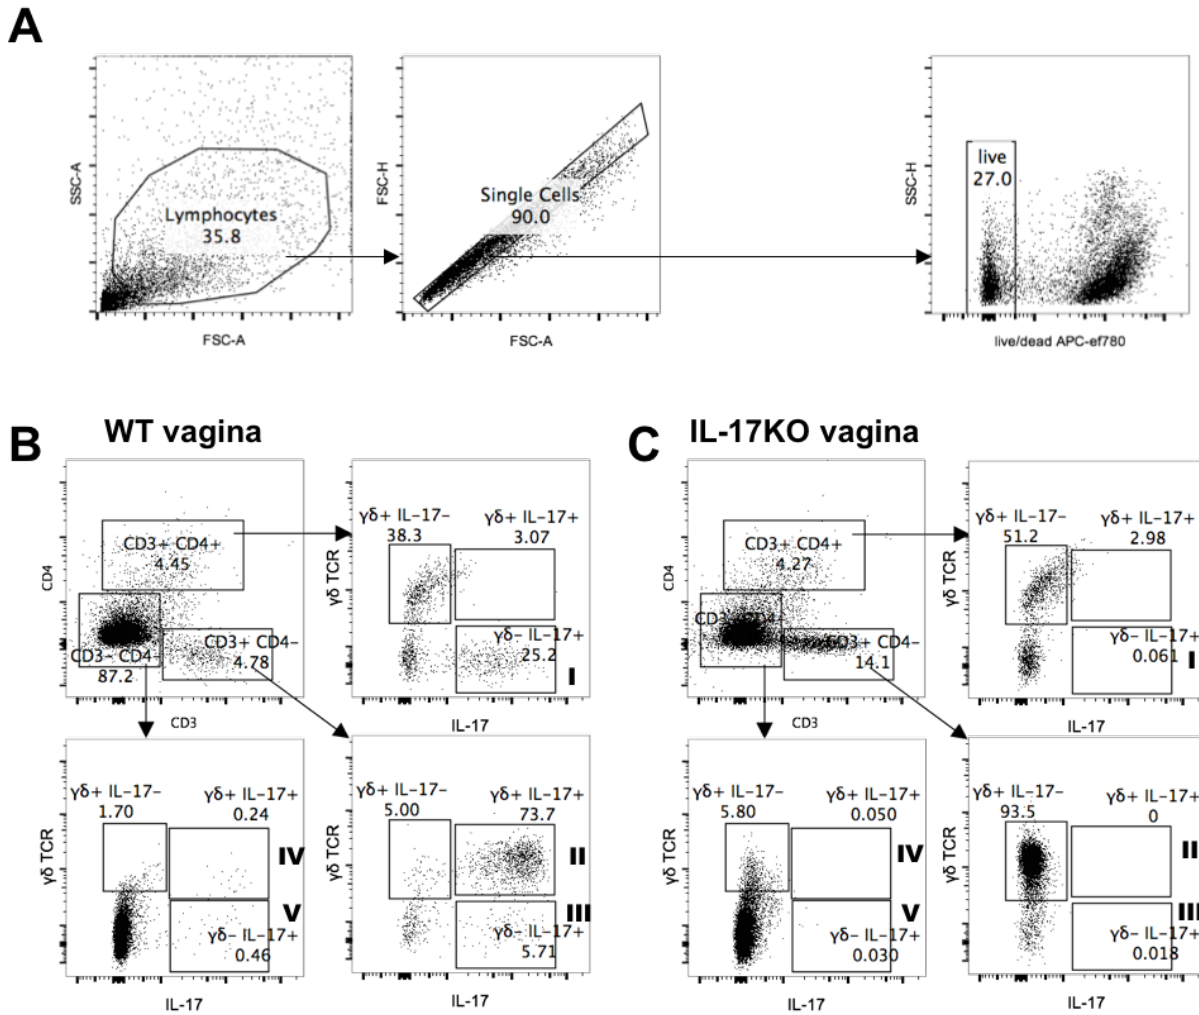 A
SSC-A
Lymphocytes
35.8
FSC-A
FSC-H
Single Cells
90.0
FSC-A
SSC-H
live
27.0
live/dead APC-ef780
B
WT vagina
CD4
CD3+ CD4+
4.45
CD3- CD4-
87.2
CD3+ CD4-
4.78
CD3
γδ TCR
γδ+ IL-17-
38.3
γδ+ IL-17+
3.07
γδ- IL-17+
25.2
I
IL-17
γδ TCR
γδ+ IL-17-
1.70
γδ+ IL-17+
0.24
IV
V
γδ- IL-17+
0.46
IL-17
γδ TCR
γδ+ IL-17-
5.00
γδ+ IL-17+
73.7
II
III
γδ- IL-17+
5.71
IL-17
C
IL-17KO vagina
CD4
CD3+ CD4+
4.27
CD3+ CD4-
14.1
CD3
γδ TCR
γδ+ IL-17-
51.2
γδ+ IL-17+
2.98
γδ- IL-17+
0.061
I
IL-17
γδ TCR
γδ+ IL-17-
5.80
γδ+ IL-17+
0.050
IV
V
γδ- IL-17+
0.030
IL-17
γδ TCR
γδ+ IL-17-
93.5
γδ+ IL-17+
0
II
III
γδ- IL-17+
0.018
IL-17